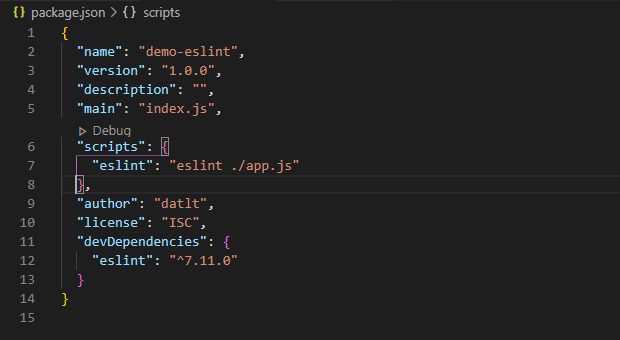 {} package.json > {} scripts
1 {
2 "name": "demo-eslint",
3 "version": "1.0.0",
4 "description": "",
5 "main": "index.js",
Debug
6 "scripts": {
7 "eslint": "eslint ./app.js"
8 },
9 "author": "datlt",
10 "license": "ISC",
11 "devDependencies": {
12 "eslint": "^7.11.0"
13 }
14 }
15